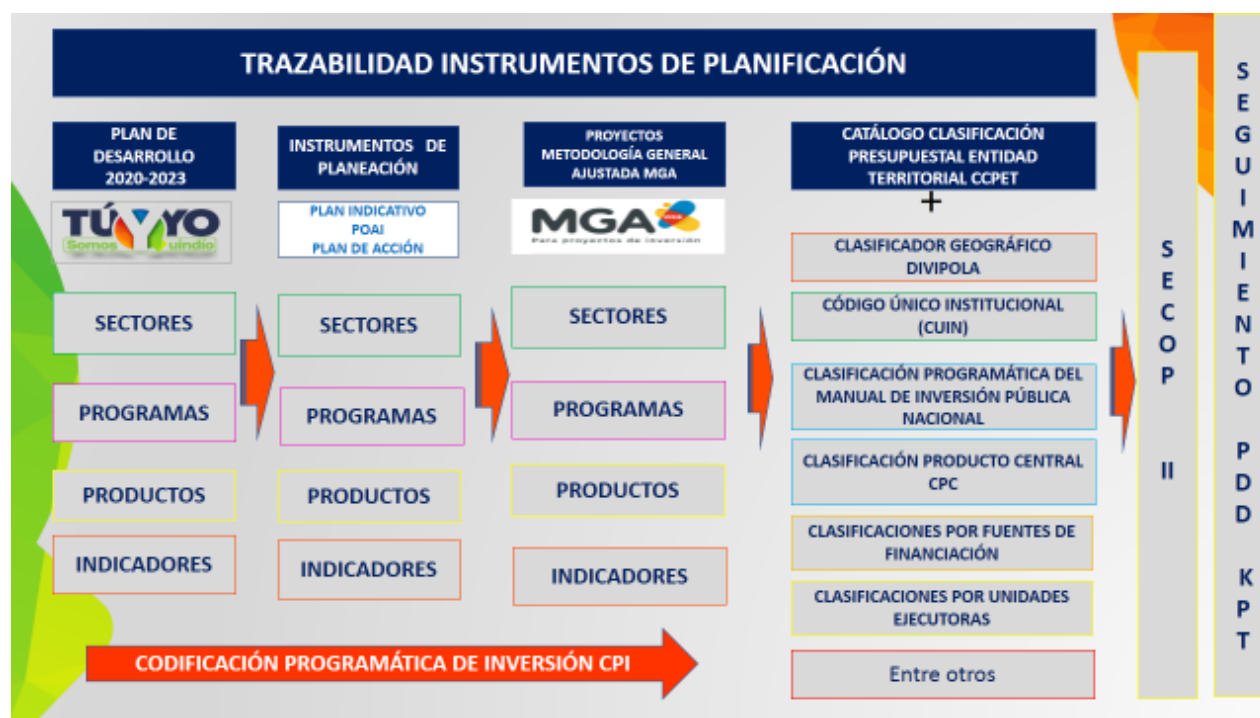 TRAZABILIDAD INSTRUMENTOS DE PLANIFICACIÓN
PLAN DE
DESARROLLO
2020-2023
TÚ Y YO
Somos Quindío
SECTORES
PROGRAMAS
PRODUCTOS
INDICADORES
INSTRUMENTOS DE
PLANEACIÓN
PLAN INDICATIVO
POAI
PLAN DE ACCIÓN
SECTORES
PROGRAMAS
PRODUCTOS
INDICADORES
PROYECTOS
METODOLOGÍA GENERAL
AJUSTADA MGA
MGA
Para proyectos de inversión
SECTORES
PROGRAMAS
PRODUCTOS
INDICADORES
CODIFICACIÓN PROGRAMÁTICA DE INVERSIÓN CPI
CATÁLOGO CLASIFICACIÓN
PRESUPUESTAL ENTIDAD
TERRITORIAL CCPET
+
CLASIFICADOR GEOGRÁFICO
DIVIPOLA
CÓDIGO ÚNICO INSTITUCIONAL
(CUIN)
CLASIFICACIÓN PROGRAMÁTICA DEL
MANUAL DE INVERSIÓN PÚBLICA
NACIONAL
CLASIFICACIÓN PRODUCTO CENTRAL
CPC
CLASIFICACIONES POR FUENTES DE
FINANCIACIÓN
CLASIFICACIONES POR UNIDADES
EJECUTORAS
Entre otros
SECOP II
SEGUIMIENTO PDD KPT